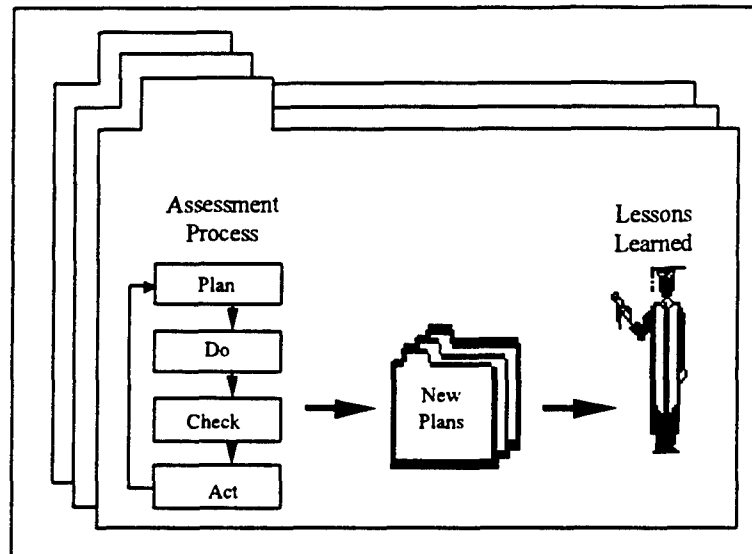 Assessment
Process
Plan
Do
Check
Act
New
Plans
Lessons
Learned